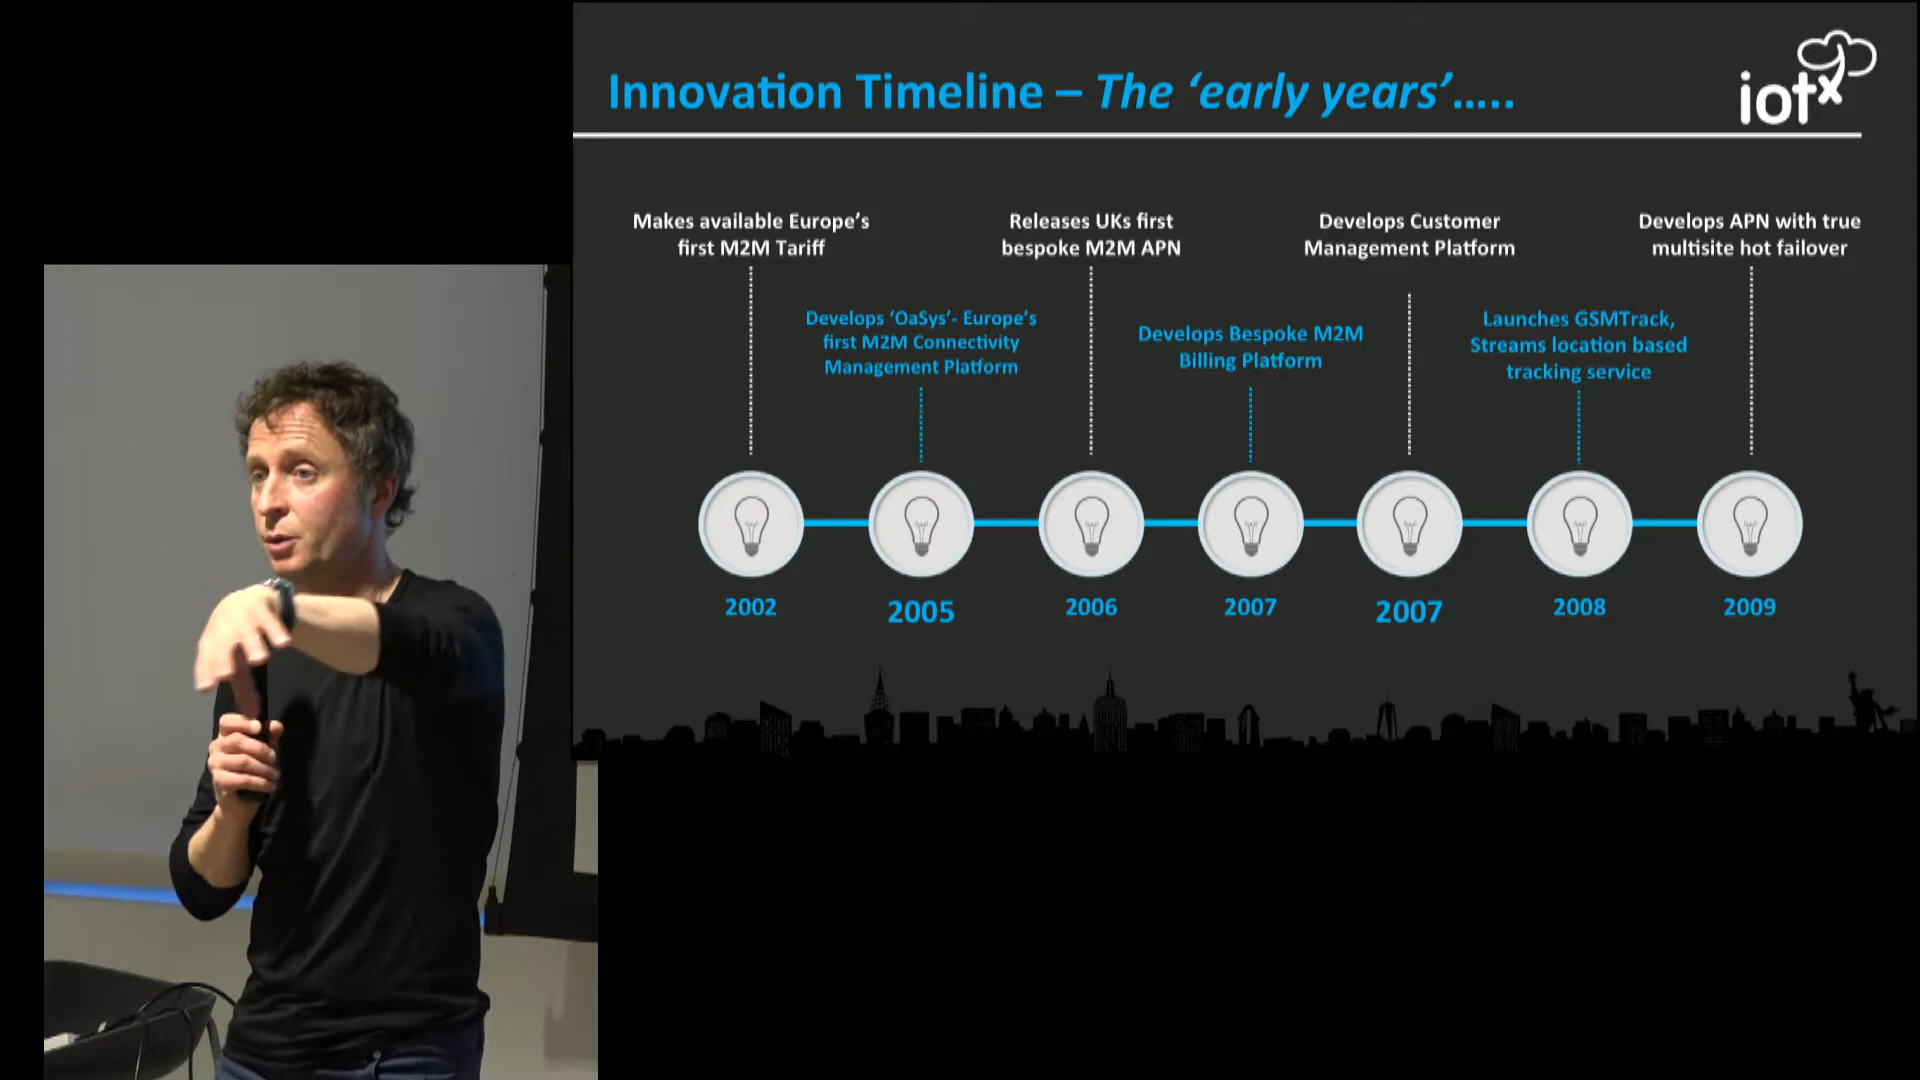 Innovation Timeline – The ‘early years’.....
iotx
Makes available Europe’s
first M2M Tariff
Develops ‘OaSys’- Europe’s
first M2M Connectivity
Management Platform
Releases UKs first
bespoke M2M APN
Develops Bespoke M2M
Billing Platform
Develops Customer
Management Platform
Launches GSMTrack,
Streams location based
tracking service
Develops APN with true
multisite hot failover
2002
2005
2006
2007
2007
2008
2009